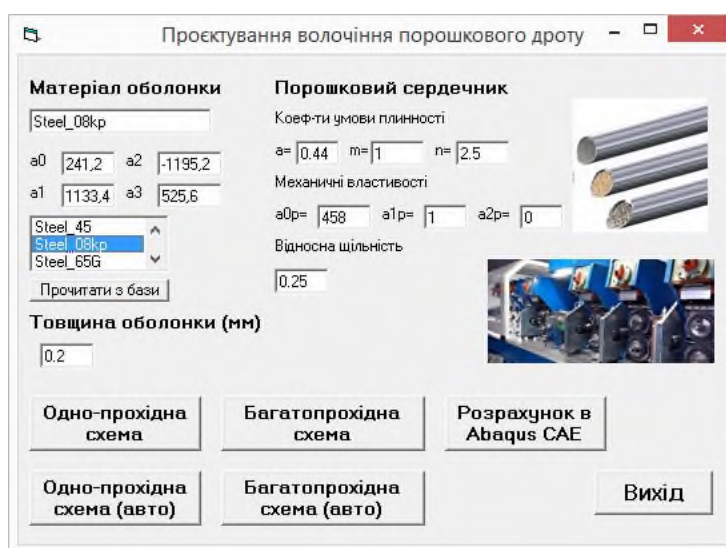 Проєктування волочіння порошкового дроту
Матеріал оболонки
Steel_08kp
a0 241,2 a2 -1195,2
a1 1133,4 a3 525,6
Steel_45
Steel_08kp
Steel_65G
Прочитати з бази
Товщина оболонки (мм)
0.2
Порошковий сердечник
Коеф-ти умови плинності
a= 0.44 m= 1 n= 2.5
Механичні властивості
a0p= 458 a1p= 1 a2p= 0
Відносна щільність
0.25
Одно-прохідна
схема
Багатопрохідна
схема
Розрахунок в
Abaqus CAE
Одно-прохідна
схема (авто)
Багатопрохідна
схема (авто)
Вихід